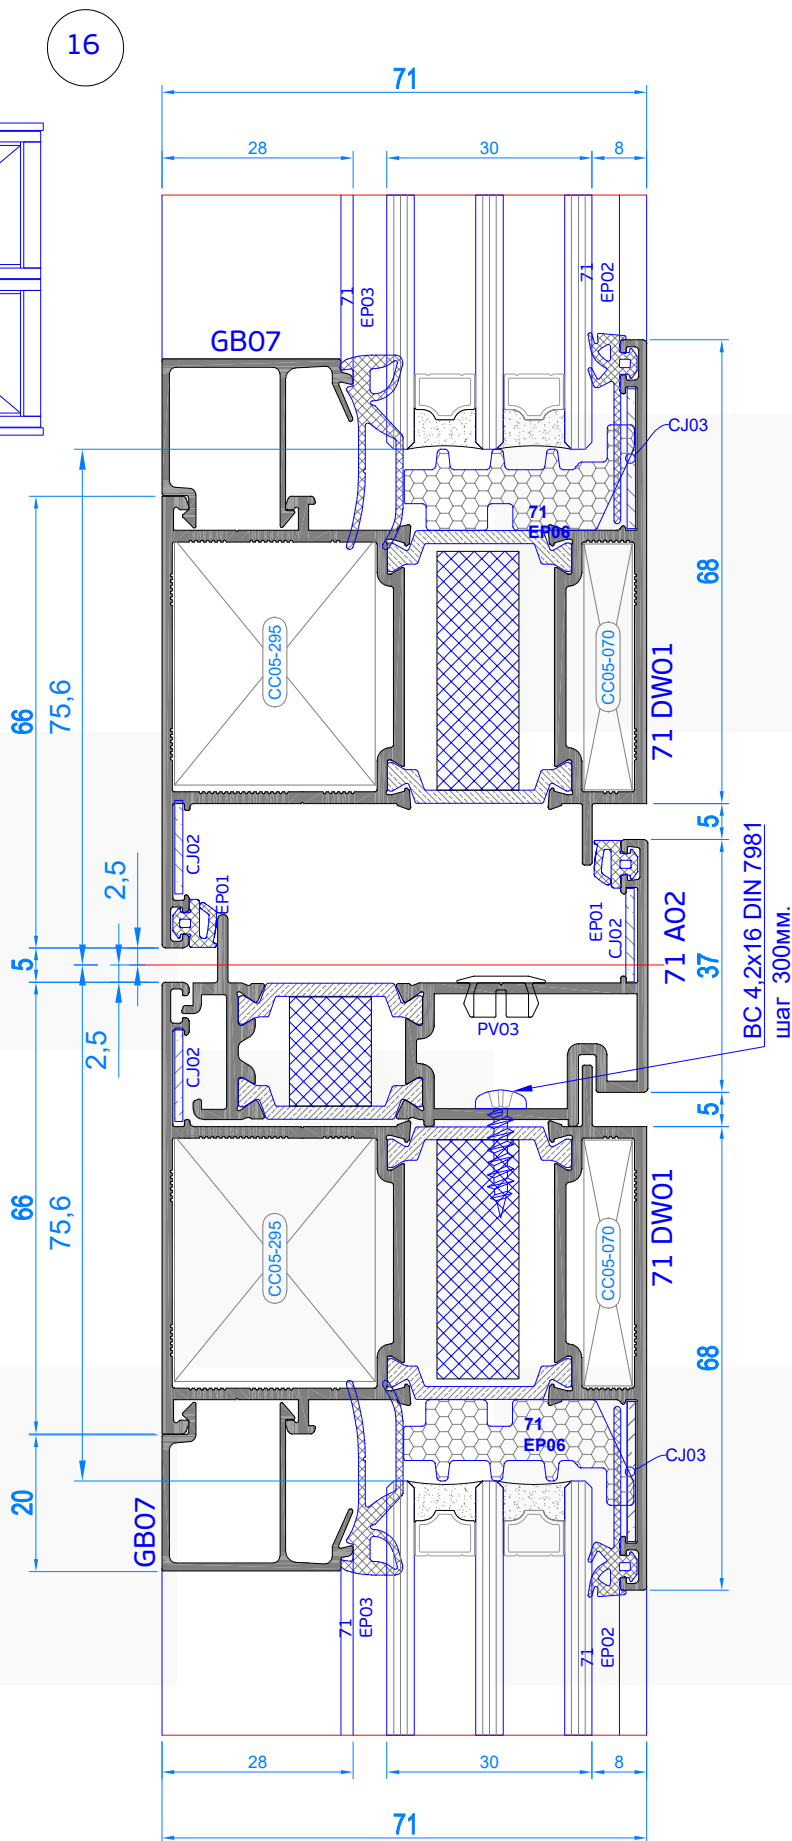 16
71
28
30
8
71
EP03
71
EP02
GB07
CJ03
71
EP06
68
66
75,6
CC05-295
CC05-070
71 DW01
5
CJ02
2,5
EP01
EP01
CJ02
71 A02
37
ВС 4,2x16 DIN 7981
шаг 300мм.
5
2,5
CJ02
PV03
5
66
75,6
CC05-295
CC05-070
71 DW01
68
71
EP06
CJ03
20
GB07
71
EP03
71
EP02
28
30
8
71